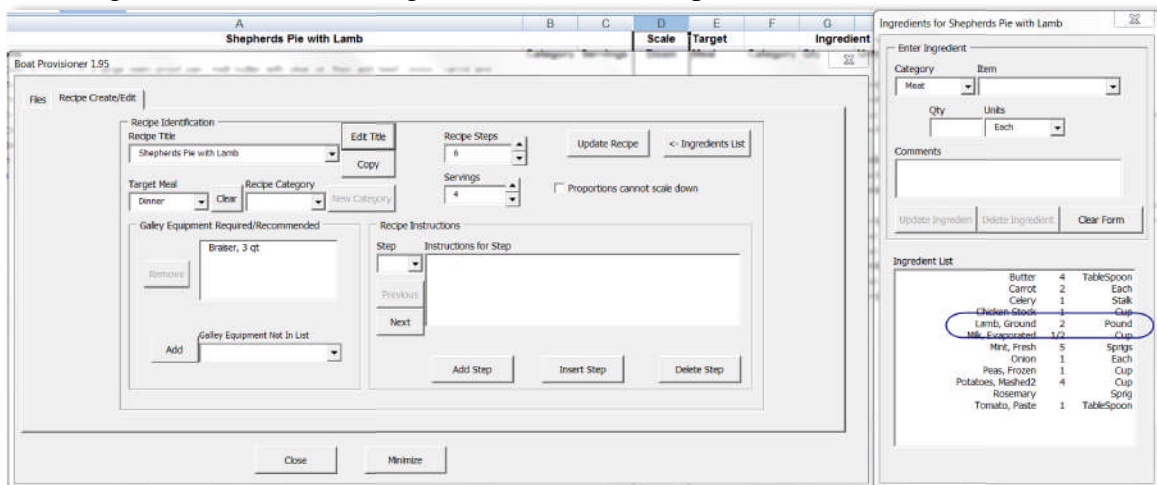 A B C D E F G
Shepherds Pie with Lamb Scale Target Ingredient
Boat Provisioner 1.95
Files Recipe Create/Edit
Recipe Identification
Recipe Title
Shepherds Pie with Lamb
Edit Title
Copy
Recipe Steps
6
Update Recipe
<- Ingredients List
Target Meal
Dinner
Clear
Recipe Category
New Category
Servings
4
Proportions cannot scale down
Galley Equipment Required/Recommended
Braiser, 3 qt
Remove
Galley Equipment Not In List
Add
Recipe Instructions
Step Instructions for Step
Previous
Next
Add Step
Insert Step
Delete Step
Close
Minimize
Ingredients for Shepherds Pie with Lamb
Enter Ingredient
Category Item
Meat
Qty Units
Each
Comments
Update Ingredien
Delete Ingredient
Clear Form
Ingredient List
Butter 4 TableSpoon
Carrot 2 Each
Celery 1 Stalk
Chicken Stock 1 Cup
Lamb, Ground 2 Pound
Milk, Evaporated 1/2 Cup
Mint, Fresh 5 Sprigs
Onion 1 Each
Peas, Frozen 1 Cup
Potatoes, Mashed2 4 Cup
Rosemary Sprig
Tomato, Paste 1 TableSpoon